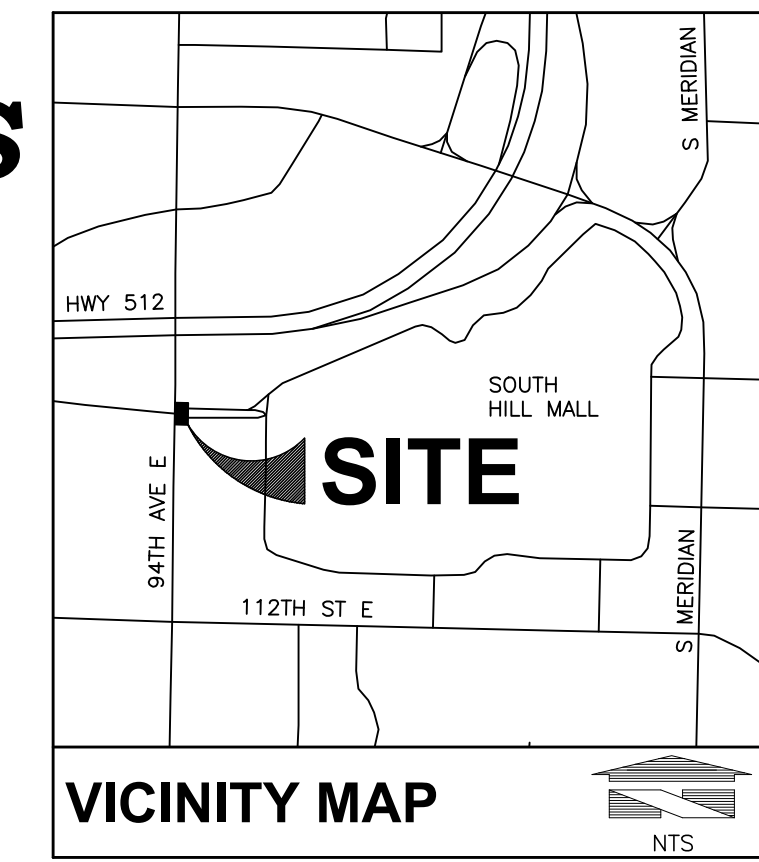 S
S MERIDIAN
HWY 512
SOUTH
HILL MALL
SITE
94TH AVE E
112TH ST E
S MERIDIAN
VICINITY MAP
NTS